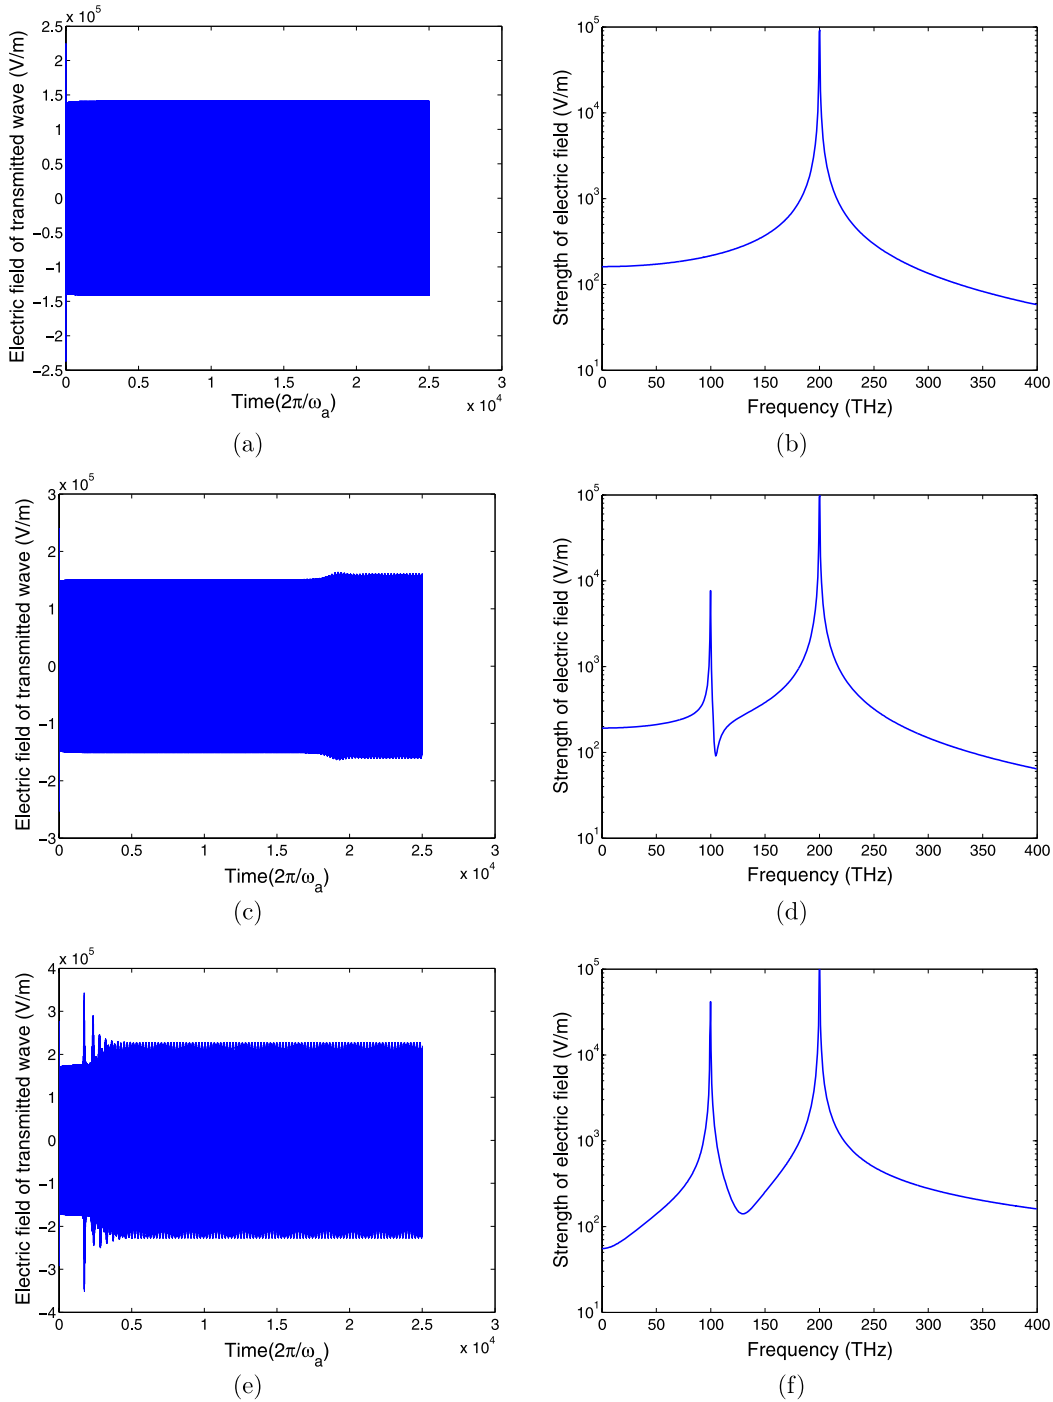 x 10^5
2.5
2
1.5
1
0.5
0
−0.5
−1
−1.5
−2
−2.5
Electric field of transmitted wave (V/m)
0 0.5 1 1.5 2 2.5 3
Time(2π/ω_a)
x 10^4
(a)
10^5
10^4
10^3
10^2
10^1
Strength of electric field (V/m)
0 50 100 150 200 250 300 350 400
Frequency (THz)
(b)
x 10^5
3
2
1
0
−1
−2
−3
Electric field of transmitted wave (V/m)
0 0.5 1 1.5 2 2.5 3
Time(2π/ω_a)
x 10^4
(c)
10^5
10^4
10^3
10^2
10^1
Strength of electric field (V/m)
0 50 100 150 200 250 300 350 400
Frequency (THz)
(d)
x 10^5
4
3
2
1
0
−1
−2
−3
−4
Electric field of transmitted wave (V/m)
0 0.5 1 1.5 2 2.5 3
Time(2π/ω_a)
x 10^4
(e)
10^5
10^4
10^3
10^2
10^1
Strength of electric field (V/m)
0 50 100 150 200 250 300 350 400
Frequency (THz)
(f)